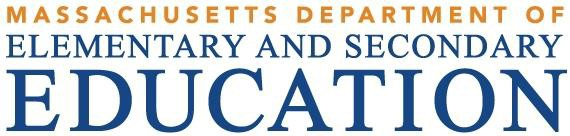 MASSACHUSETTS DEPARTMENT OF
ELEMENTARY AND SECONDARY
EDUCATION